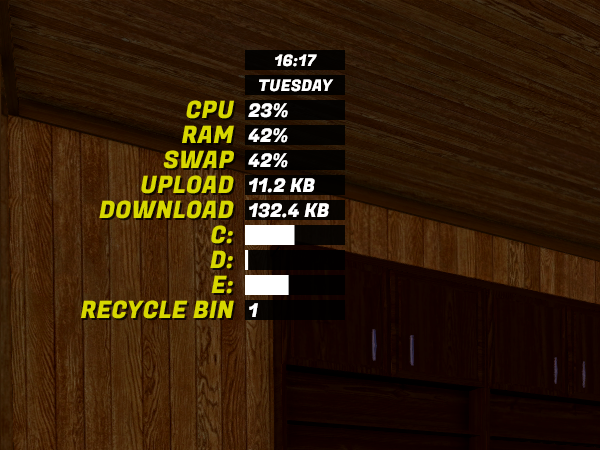 16:17
TUESDAY
CPU 23%
RAM 42%
SWAP 42%
UPLOAD 11.2 KB
DOWNLOAD 132.4 KB
C:
D:
E:
RECYCLE BIN 1